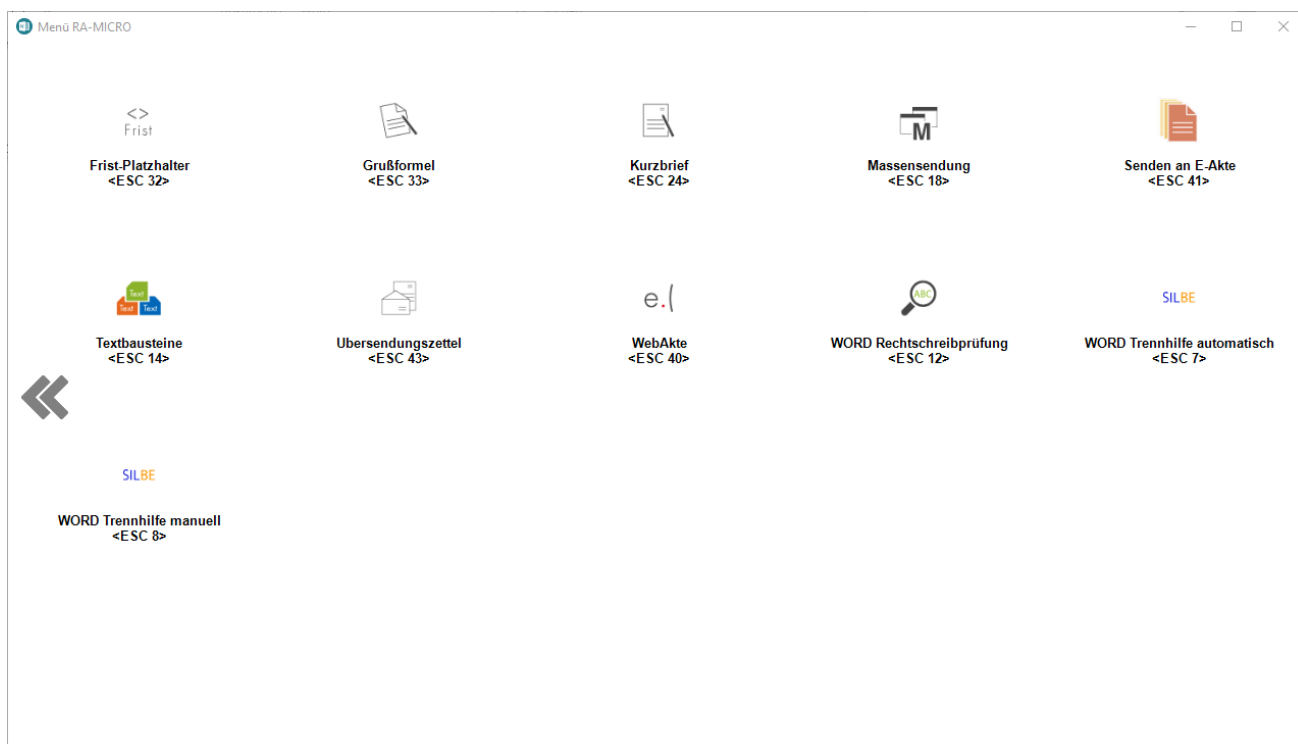 Menü RA-MICRO
<>
Frist
Frist-Platzhalter
<ESC 32>
Grußformel
<ESC 33>
Kurzbrief
<ESC 24>
M
Massensendung
<ESC 18>
Senden an E-Akte
<ESC 41>
Text
Text Text
Textbausteine
<ESC 14>
Übersendungszettel
<ESC 43>
e.(
WebAkte
<ESC 40>
ABC
WORD Rechtschreibprüfung
<ESC 12>
SILBE
WORD Trennhilfe automatisch
<ESC 7>
SILBE
WORD Trennhilfe manuell
<ESC 8>